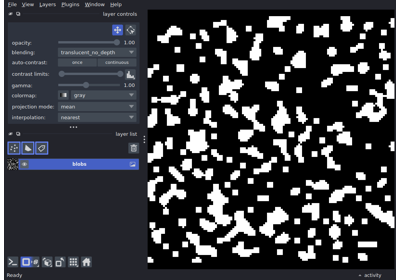 File View Layers Plugins Window Help
layer controls
opacity: 1.00
blending: translucent_no_depth
auto-contrast: once continuous
contrast limits:
gamma: 1.00
colormap: gray
projection mode: mean
interpolation: nearest
layer list
blobs
Ready
activity